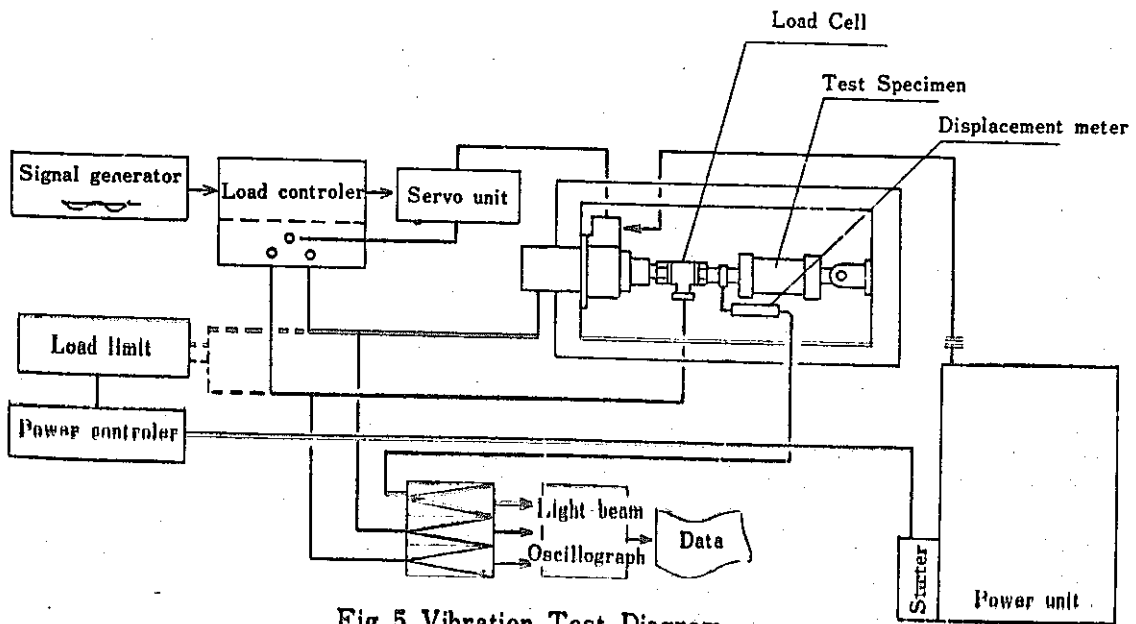 Load Cell
Test Specimen
Displacement meter
Signal generator
Load controler
Servo unit
Load limit
Power controler
Light beam
Oscillograph
Data
Starter
Power unit
Fig 5 Vibration Test Diagram